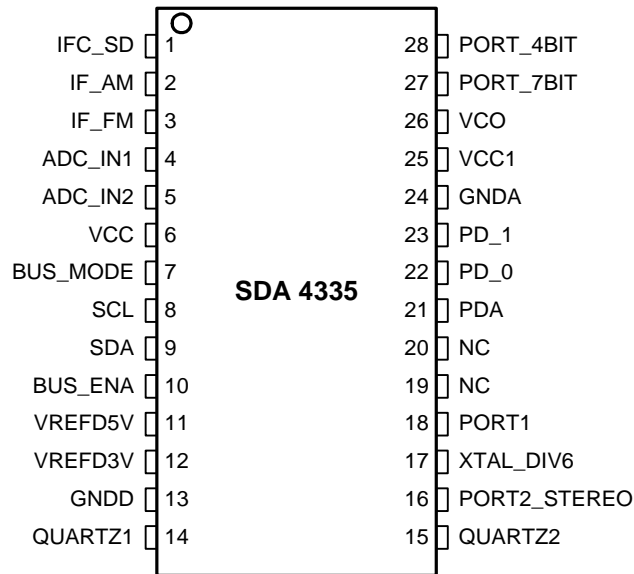 IFC_SD 1 28 PORT_4BIT
IF_AM 2 27 PORT_7BIT
IF_FM 3 26 VCO
ADC_IN1 4 25 VCC1
ADC_IN2 5 24 GNDA
VCC 6 23 PD_1
BUS_MODE 7 22 PD_0
SDA 4335
SCL 8 21 PDA
SDA 9 20 NC
BUS_ENA 10 19 NC
VREFD5V 11 18 PORT1
VREFD3V 12 17 XTAL_DIV6
GNDD 13 16 PORT2_STEREO
QUARTZ1 14 15 QUARTZ2